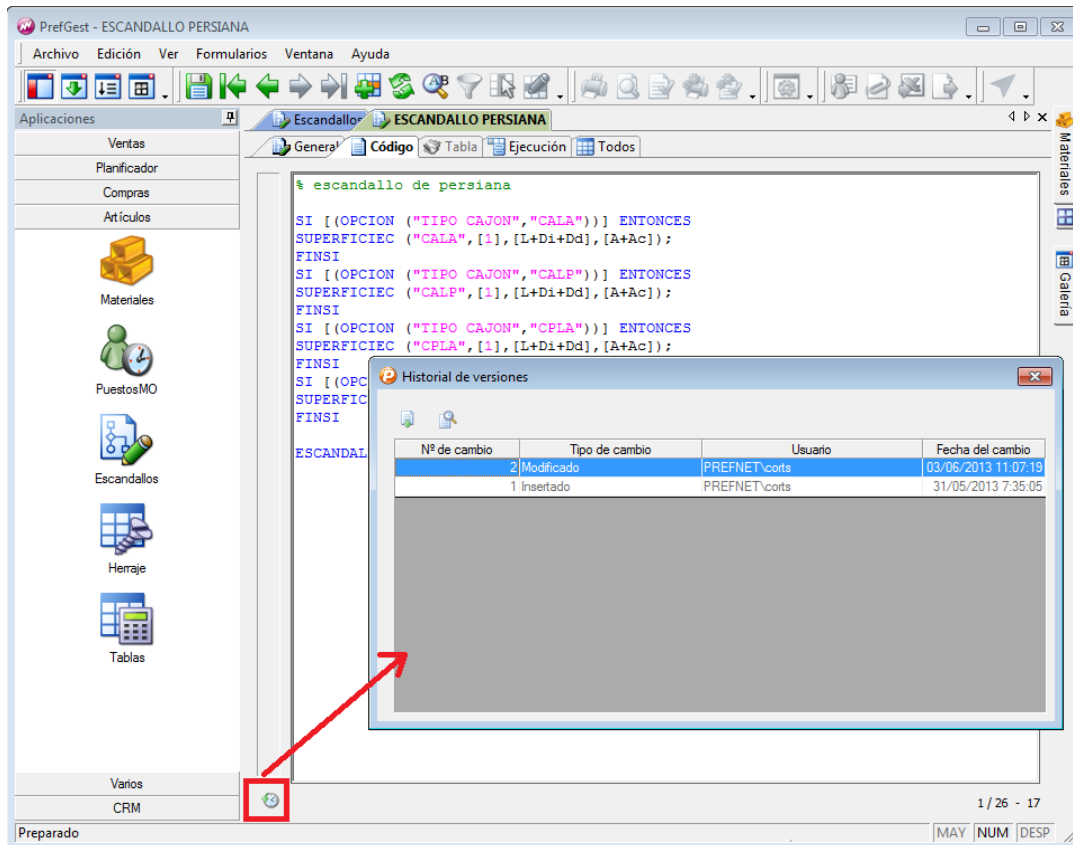 PrefGest - ESCANDALLO PERSIANA
Archivo Edición Ver Formularios Ventana Ayuda
Aplicaciones
Ventas
Planificador
Compras
Artículos
Materiales
PuestosMO
Escandallos
Herraje
Tablas
Varios
CRM
Escandallos ESCANDALLO PERSIANA
General Código Tabla Ejecución Todos
% escandallo de persiana
SI [(OPCION ("TIPO CAJON","CALA"))] ENTONCES
SUPERFICIEC ("CALA",[1],[L+Di+Dd],[A+Ac]);
FINSI
SI [(OPCION ("TIPO CAJON","CALP"))] ENTONCES
SUPERFICIEC ("CALP",[1],[L+Di+Dd],[A+Ac]);
FINSI
SI [(OPCION ("TIPO CAJON","CPLA"))] ENTONCES
SUPERFICIEC ("CPLA",[1],[L+Di+Dd],[A+Ac]);
FINSI
SI [(OPC
SUPERFIC
FINSI
ESCANDAL
Historial de versiones
Nº de cambio Tipo de cambio Usuario Fecha del cambio
2 Modificado PREFNET\corts 03/06/2013 11:07:19
1 Insertado PREFNET\corts 31/05/2013 7:35:05
Materiales
Galería
1 / 26 - 17
Preparado
MAY NUM DESP